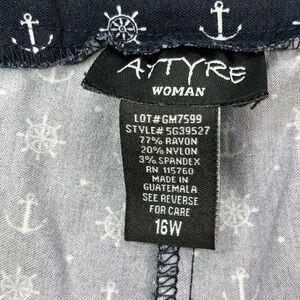 ATTYRE
WOMAN
LOT#GM7599
STYLE#5G39527
77% RAYON
20% NYLON
3% SPANDEX
RN 115760
MADE IN
GUATEMALA
SEE REVERSE
FOR CARE
16W